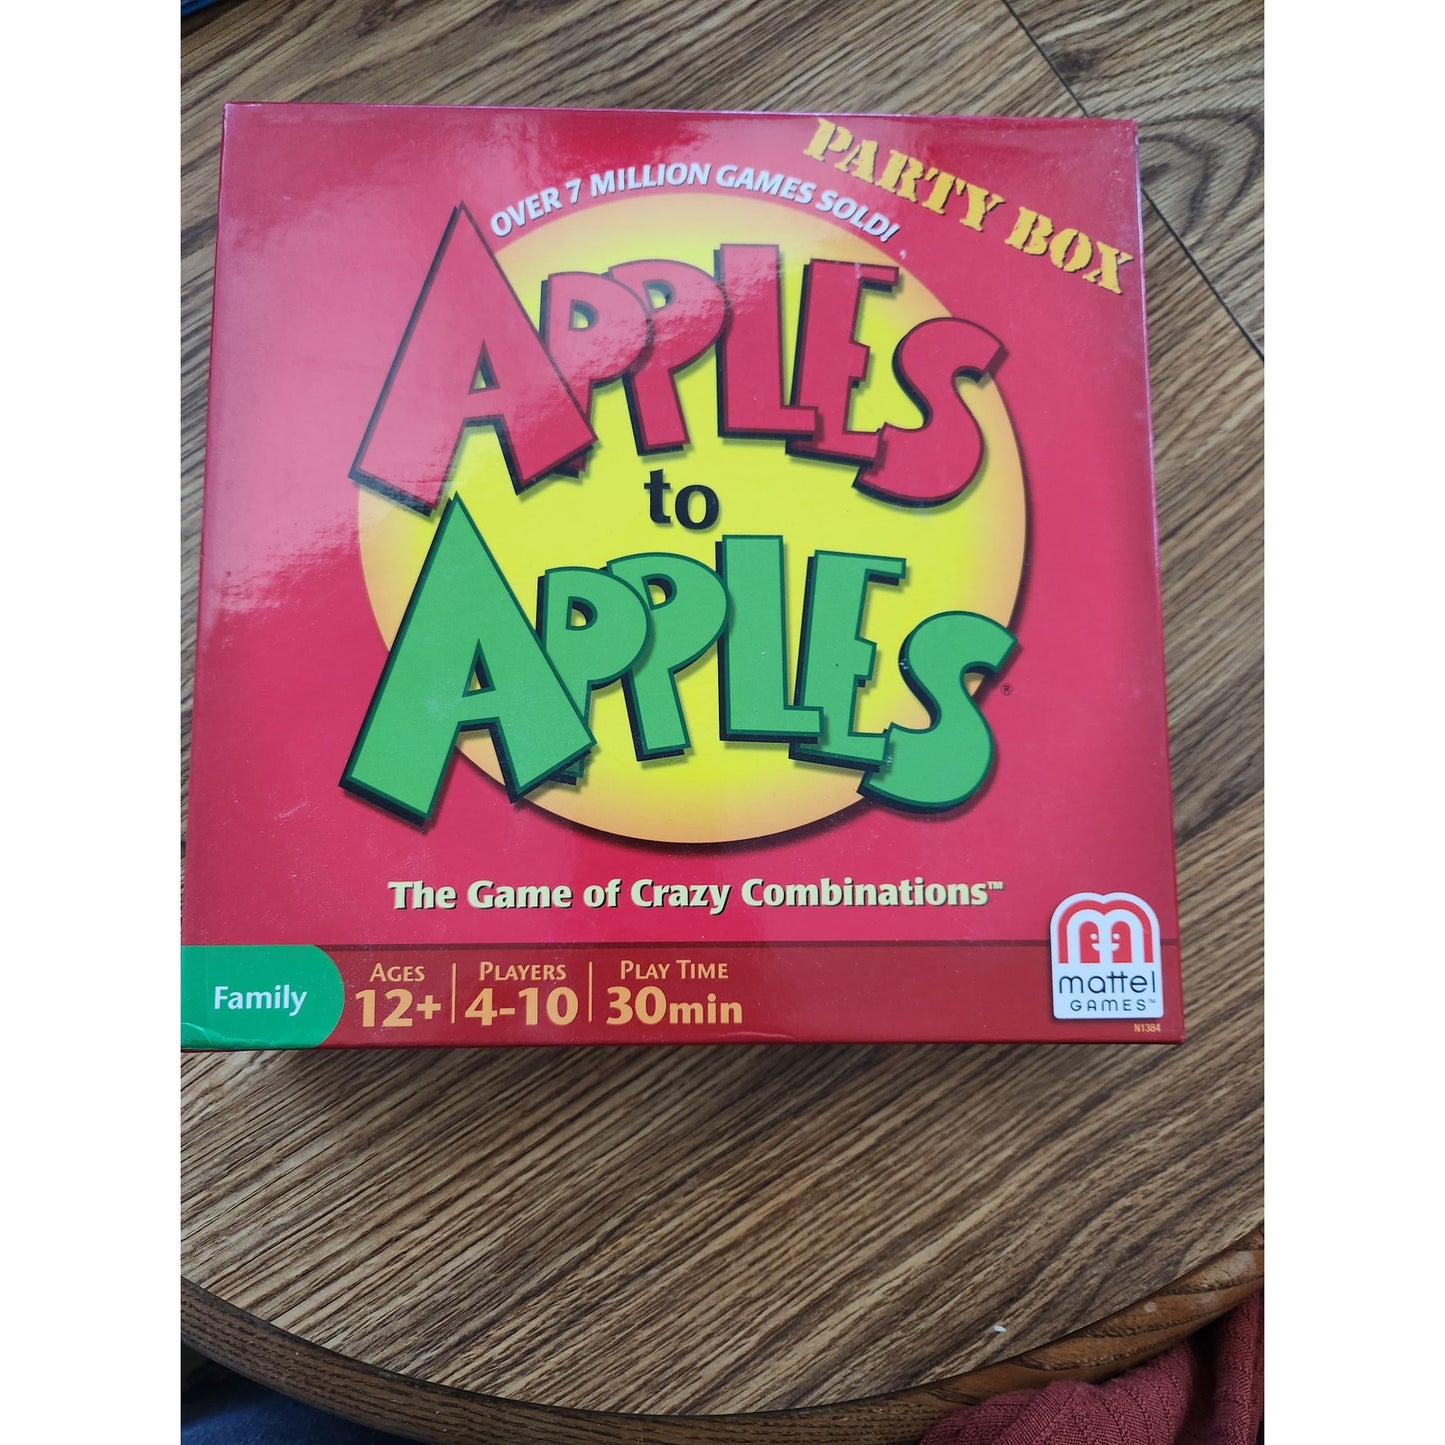 PARTY BOX
OVER 7 MILLION GAMES SOLD!
APPLES
to
APPLES®
The Game of Crazy Combinations™
Family
AGES
12+
PLAYERS
4-10
PLAY TIME
30min
mattel
GAMES™
N1384